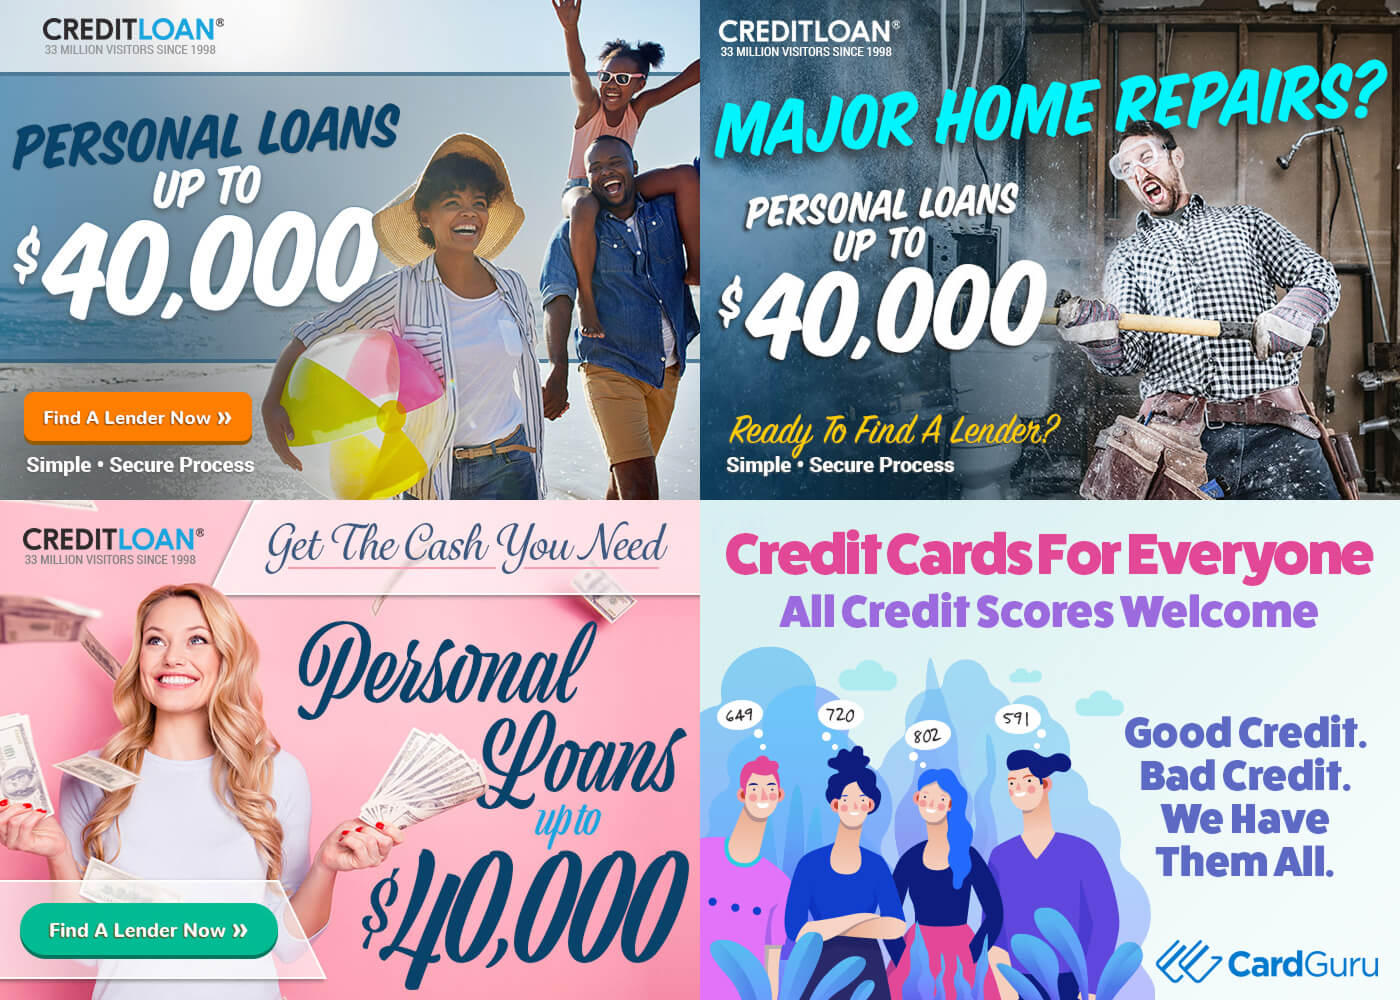 CREDITLOAN®
33 MILLION VISITORS SINCE 1998
PERSONAL LOANS
UP TO
$40,000
Find A Lender Now »
Simple • Secure Process
CREDITLOAN®
33 MILLION VISITORS SINCE 1998
MAJOR HOME REPAIRS?
PERSONAL LOANS
UP TO
$40,000
Ready To Find A Lender?
Simple • Secure Process
CREDITLOAN®
33 MILLION VISITORS SINCE 1998
Get The Cash You Need
Personal
Loans
up to
$40,000
Find A Lender Now »
Credit Cards For Everyone
All Credit Scores Welcome
649
720
802
591
Good Credit.
Bad Credit.
We Have
Them All.
CardGuru